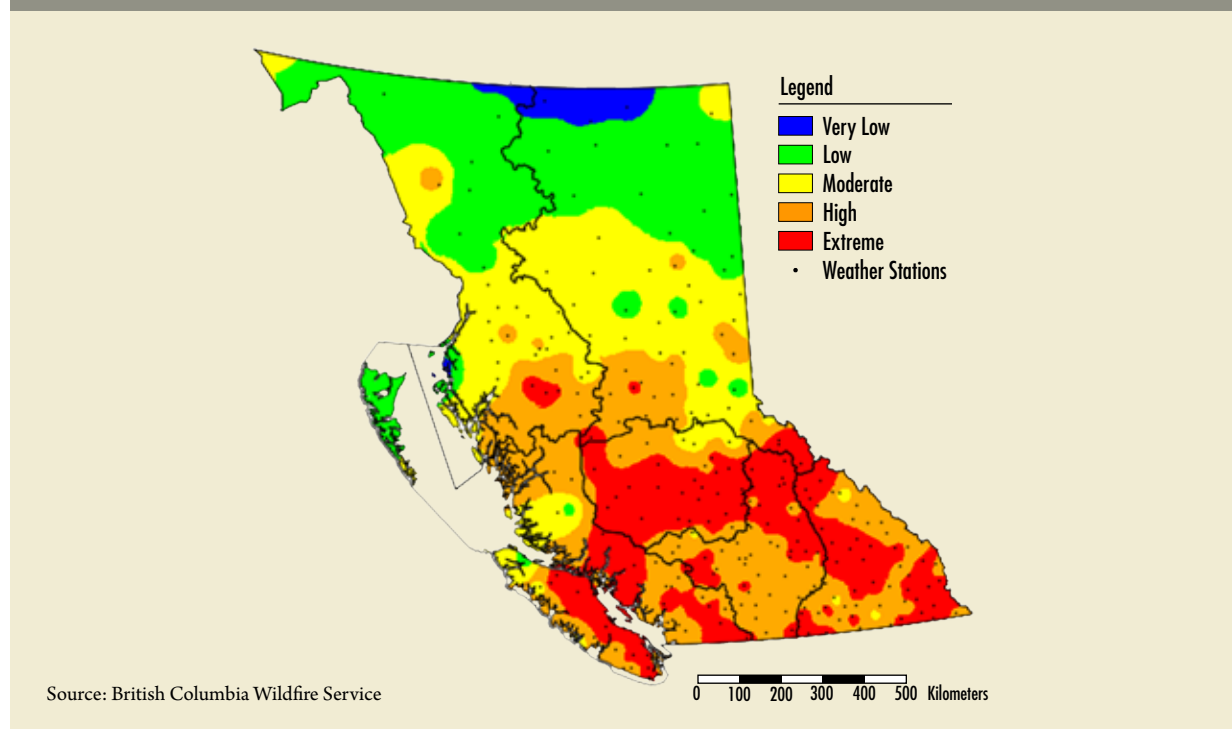 Legend
Very Low
Low
Moderate
High
Extreme
Weather Stations
Source: British Columbia Wildfire Service
0 100 200 300 400 500 Kilometers